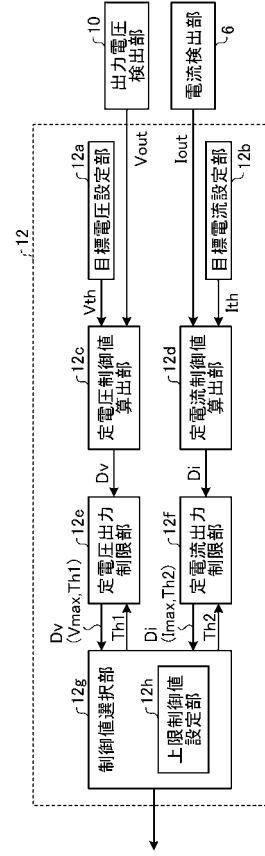 12
10
出力電圧
検出部
6
電流検出部
Vout
Iout
12a
目標電圧設定部
12b
目標電流設定部
Vth
Ith
12c
定電圧制御値
算出部
12d
定電流制御値
算出部
Dv
Di
12e
定電圧出力
制限部
12f
定電流出力
制限部
Dv
(Vmax,Th1)
Th1
Di
(Imax,Th2)
Th2
12g
制御値選択部
12h
上限制御値
設定部